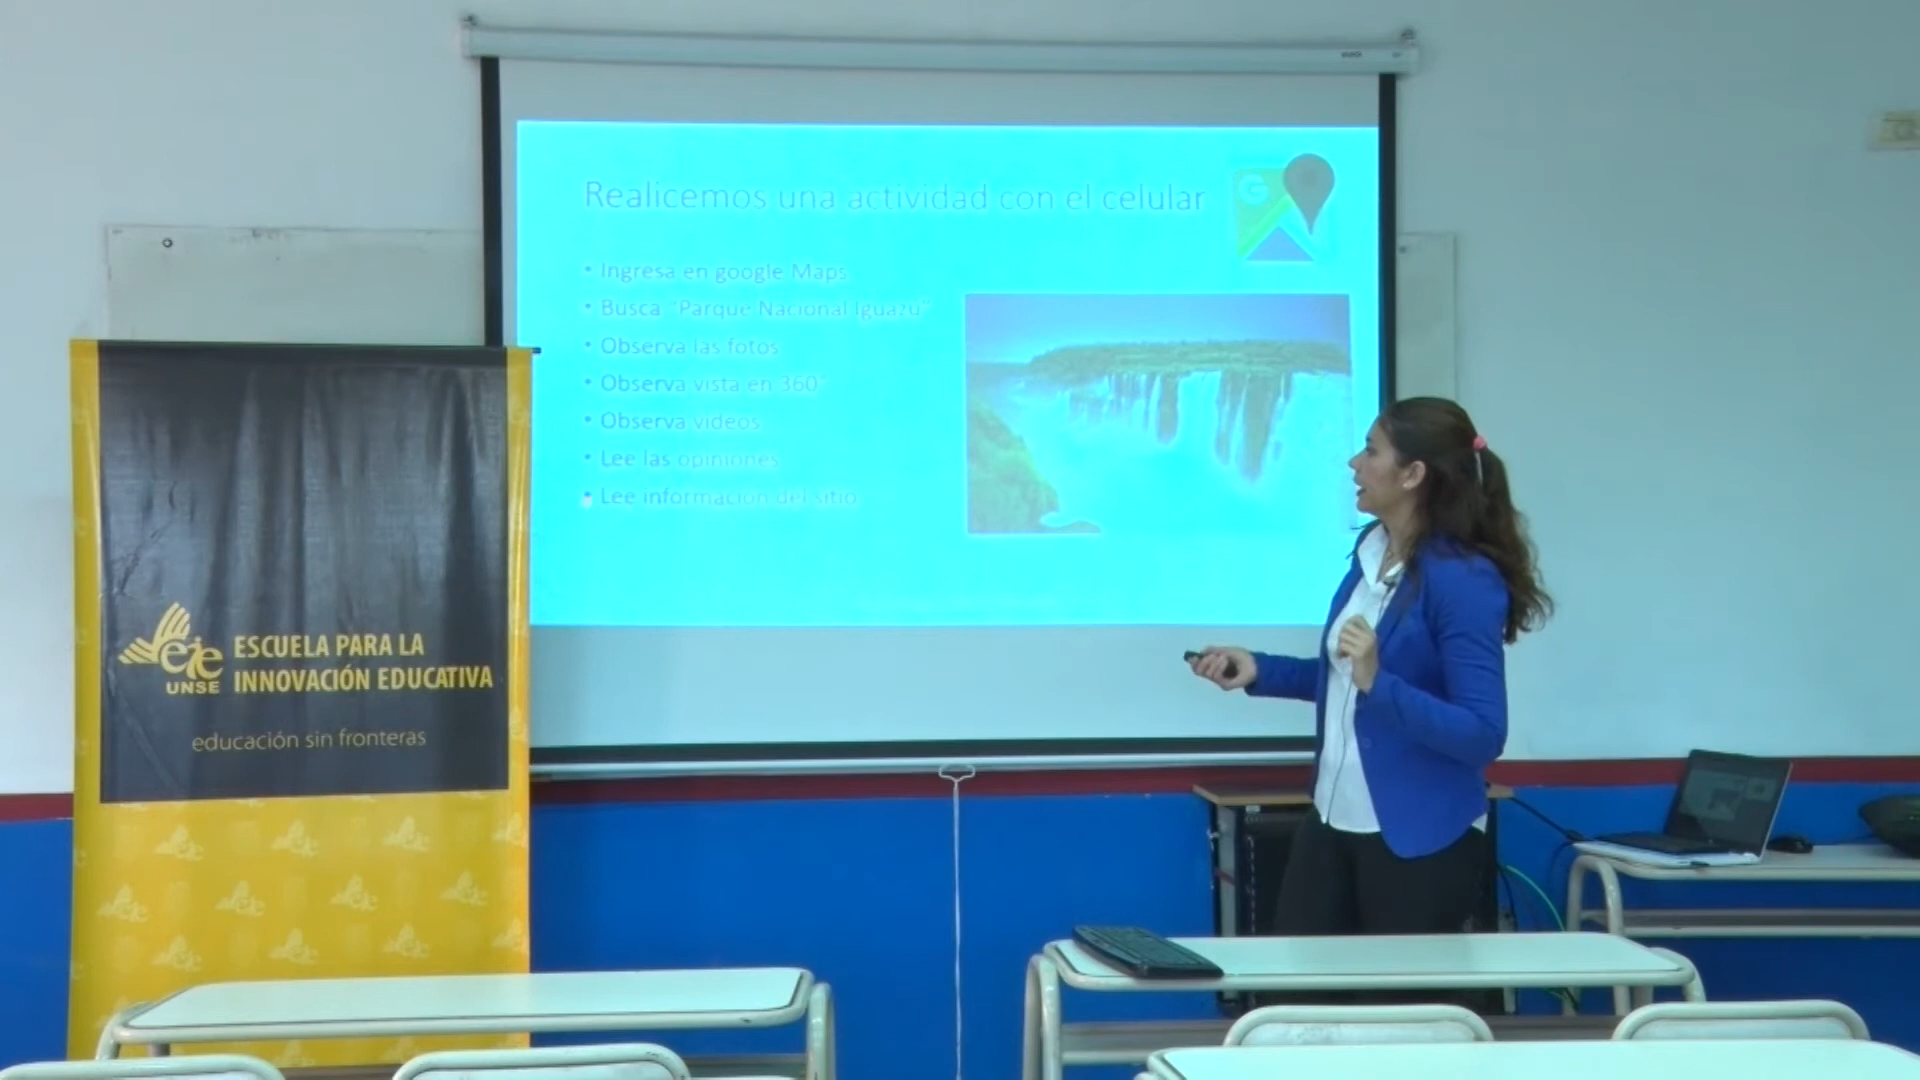 Realicemos una actividad con el celular
G
• Ingresa en google Maps
• Busca "Parque Nacional Iguazú"
• Observa las fotos
• Observa vista en 360°
• Observa videos
• Lee las opiniones
• Lee información del sitio
eie
UNSE
ESCUELA PARA LA
INNOVACIÓN EDUCATIVA
educación sin fronteras